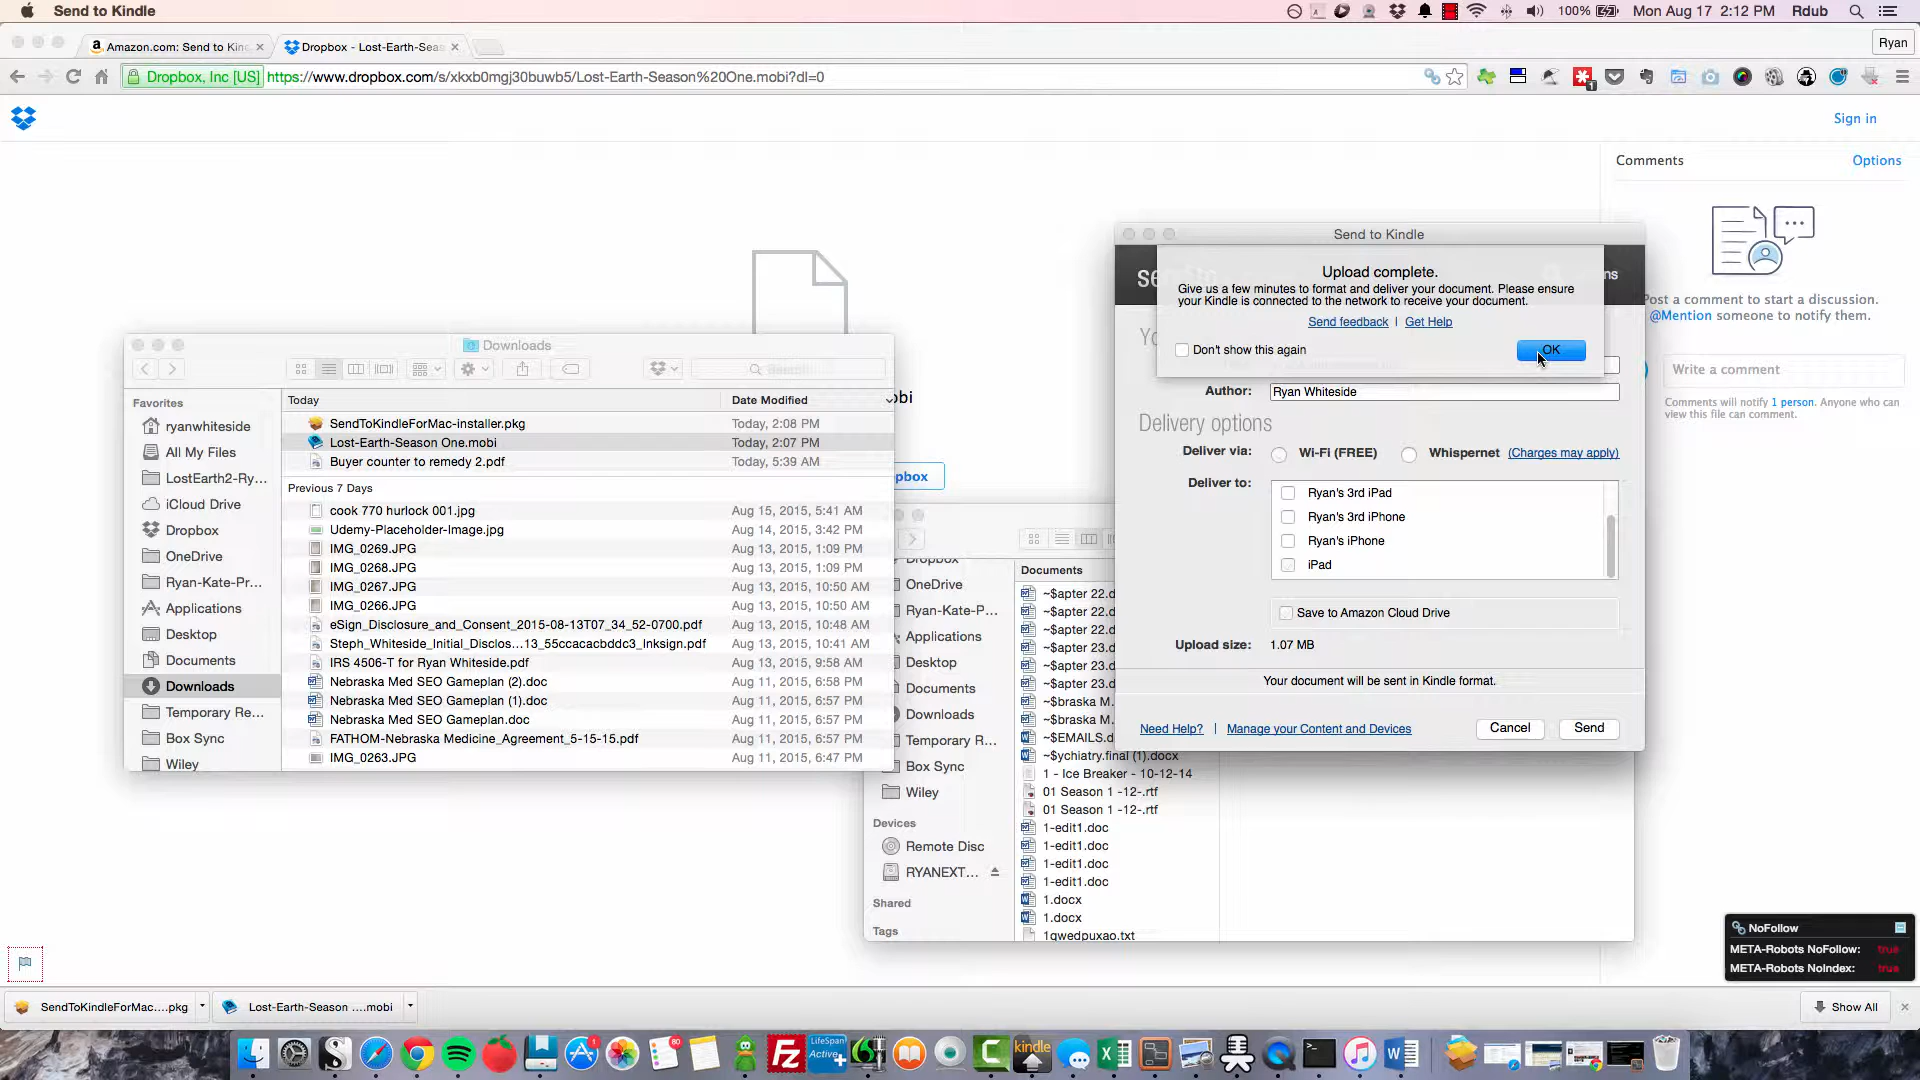 Send to Kindle
100%
Mon Aug 17 2:12 PM
Rdub
Amazon.com: Send to Kin
Dropbox - Lost-Earth-Sea
Ryan
Dropbox, Inc [US]
https://www.dropbox.com/s/xkxb0mgj30buwb5/Lost-Earth-Season%20One.mobi?dl=0
Sign in
Comments
Options
Post a comment to start a discussion.
@Mention someone to notify them.
Write a comment
Comments will notify 1 person. Anyone who can
view this file can comment.
Downloads
Favorites
ryanwhiteside
All My Files
LostEarth2-Ry...
iCloud Drive
Dropbox
OneDrive
Ryan-Kate-Pr...
Applications
Desktop
Documents
Downloads
Temporary Re...
Box Sync
Wiley
Today
Date Modified
SendToKindleForMac-installer.pkg Today, 2:08 PM
Lost-Earth-Season One.mobi Today, 2:07 PM
Buyer counter to remedy 2.pdf Today, 5:39 AM
Previous 7 Days
cook 770 hurlock 001.jpg Aug 15, 2015, 5:41 AM
Udemy-Placeholder-Image.jpg Aug 14, 2015, 3:42 PM
IMG_0269.JPG Aug 13, 2015, 1:09 PM
IMG_0268.JPG Aug 13, 2015, 1:09 PM
IMG_0267.JPG Aug 13, 2015, 10:50 AM
IMG_0266.JPG Aug 13, 2015, 10:50 AM
eSign_Disclosure_and_Consent_2015-08-13T07_34_52-0700.pdf Aug 13, 2015, 10:48 AM
Steph_Whiteside_Initial_Disclos...13_55ccacacbddc3_Inksign.pdf Aug 13, 2015, 10:41 AM
IRS 4506-T for Ryan Whiteside.pdf Aug 13, 2015, 9:58 AM
Nebraska Med SEO Gameplan (2).doc Aug 11, 2015, 6:58 PM
Nebraska Med SEO Gameplan (1).doc Aug 11, 2015, 6:57 PM
Nebraska Med SEO Gameplan.doc Aug 11, 2015, 6:57 PM
FATHOM-Nebraska Medicine_Agreement_5-15-15.pdf Aug 11, 2015, 6:57 PM
IMG_0263.JPG Aug 11, 2015, 6:47 PM
obi
pbox
Dropbox
OneDrive
Ryan-Kate-P...
Applications
Desktop
Documents
Downloads
Temporary R...
Box Sync
Wiley
Devices
Remote Disc
RYANEXT...
Shared
Tags
Documents
~$apter 22.d
~$apter 22.d
~$apter 22.d
~$apter 23.d
~$apter 23.d
~$apter 23.d
~$braska M.
~$braska M.
~$EMAILS.d
~$ychiatry.final (1).docx
1 - Ice Breaker - 10-12-14
01 Season 1 -12-.rtf
01 Season 1 -12-.rtf
1-edit1.doc
1-edit1.doc
1-edit1.doc
1-edit1.doc
1.docx
1.docx
1qwedpuxao.txt
Send to Kindle
Upload complete.
Give us a few minutes to format and deliver your document. Please ensure
your Kindle is connected to the network to receive your document.
Send feedback | Get Help
Don't show this again
OK
Author: Ryan Whiteside
Delivery options
Deliver via: Wi-Fi (FREE) Whispernet (Charges may apply)
Deliver to:
Ryan's 3rd iPad
Ryan's 3rd iPhone
Ryan's iPhone
iPad
Save to Amazon Cloud Drive
Upload size: 1.07 MB
Your document will be sent in Kindle format.
Need Help? | Manage your Content and Devices
Cancel
Send
NoFollow
META-Robots NoFollow: true
META-Robots NoIndex: true
SendToKindleForMac....pkg
Lost-Earth-Season ....mobi
Show All
80
1
LifeSpan
Active+
kindle